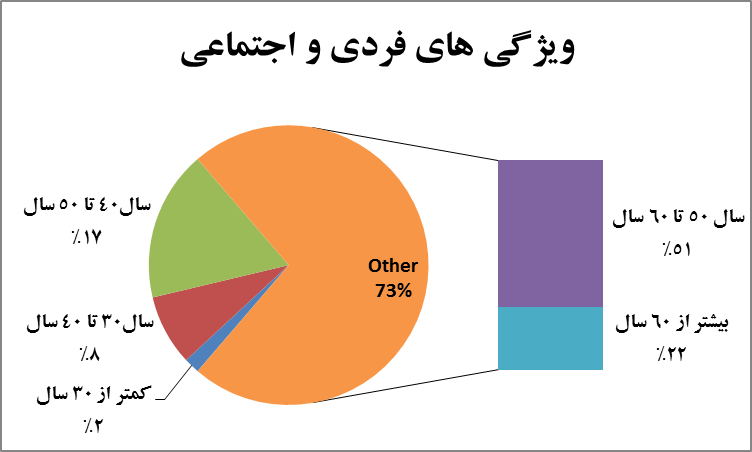 ویژگی های فردی و اجتماعی
سال ۵۰ تا ۶۰ سال
٪۵۱
بیشتر از ۶۰ سال
٪۲۲
Other
73%
سال۴۰ تا ۵۰ سال
٪۱۷
سال۳۰ تا ۴۰ سال
٪۸
کمتر از ۳۰ سال
٪۲